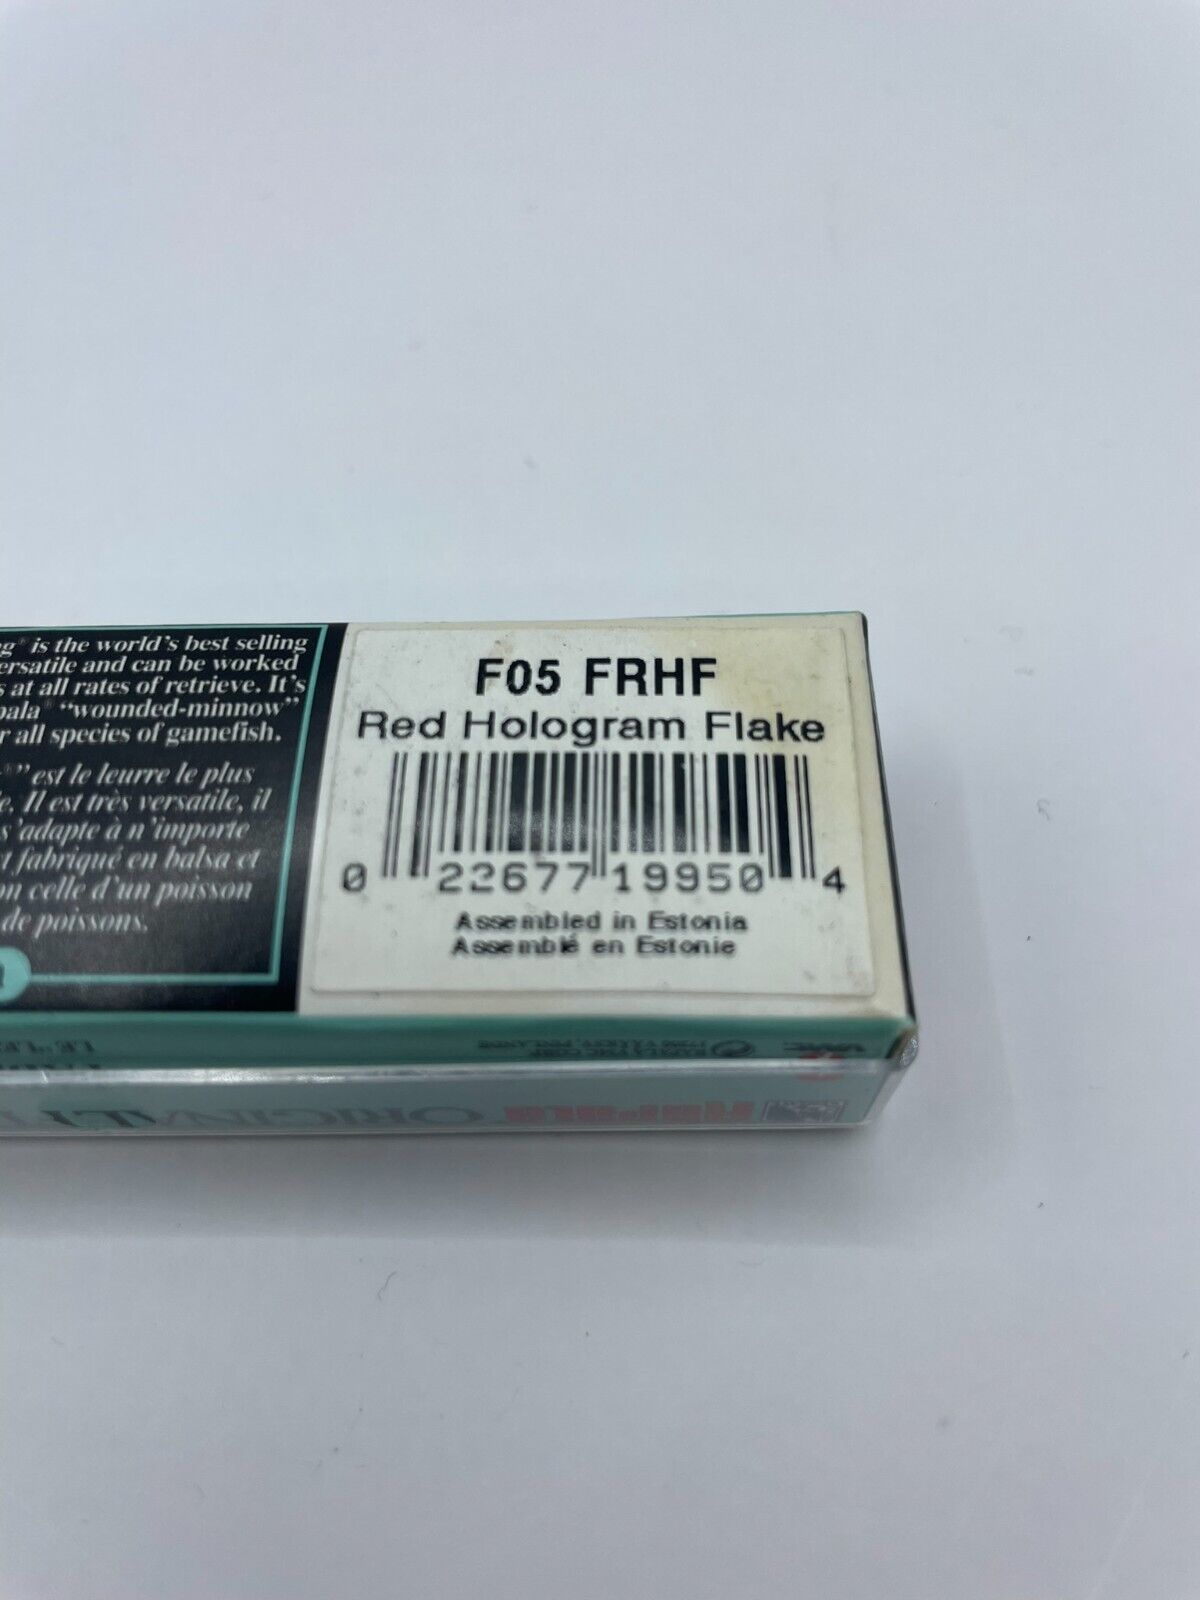 g® is the world's best selling
ersatile and can be worked
s at all rates of retrieve. It's
pala® "wounded-minnow"
r all species of gamefish.
®" est le leurre le plus
e. Il est très versatile, il
s'adapte à n'importe
t fabriqué en balsa et
on celle d'un poisson
de poissons.
F05 FRHF
Red Hologram Flake
0 22677 19950 4
Assembled in Estonia
Assemblé en Estonie
Rapala ORIGINAL